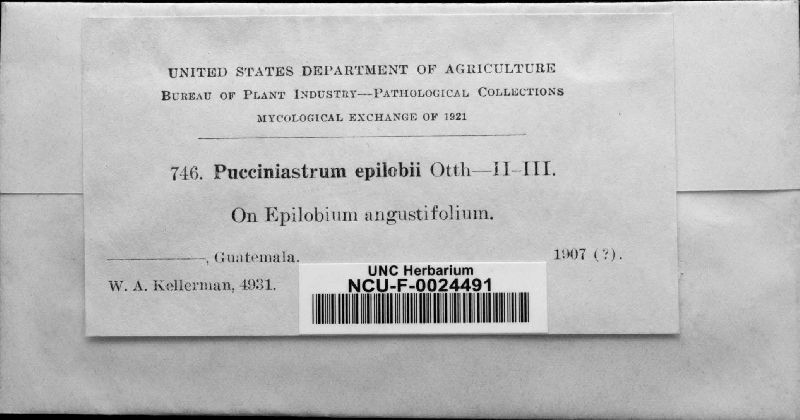 UNITED STATES DEPARTMENT OF AGRICULTURE
BUREAU OF PLANT INDUSTRY—PATHOLOGICAL COLLECTIONS
MYCOLOGICAL EXCHANGE OF 1921
746. Pucciniastrum epilobii Otth—II-III.
On Epilobium angustifolium.
, Guatemala. 1907 (?).
W. A. Kellerman, 4931.
UNC Herbarium
NCU-F-0024491